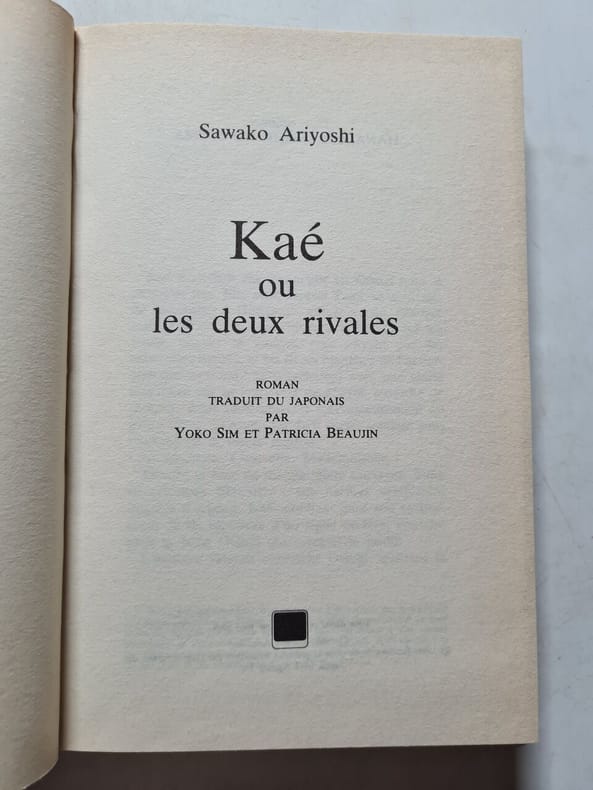 Sawako Ariyoshi
Kaé
ou
les deux rivales
ROMAN
TRADUIT DU JAPONAIS
PAR
YOKO SIM ET PATRICIA BEAUJIN